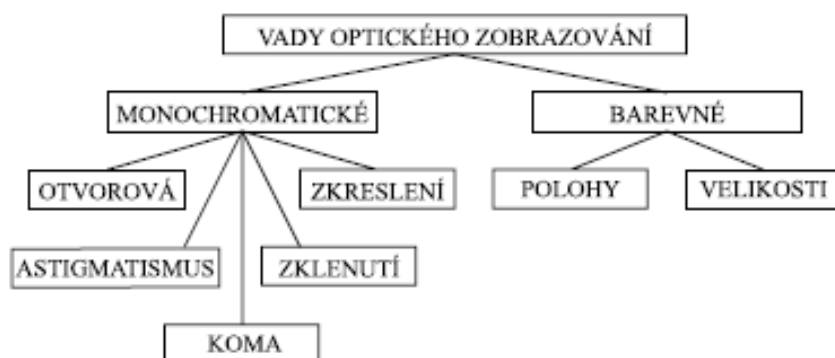 VADY OPTICKÉHO ZOBRAZOVÁNÍ
MONOCHROMATICKÉ
BAREVNÉ
OTVOROVÁ
ZKRESLENÍ
POLOHY
VELIKOSTI
ASTIGMATISMUS
ZKLENUTÍ
KOMA